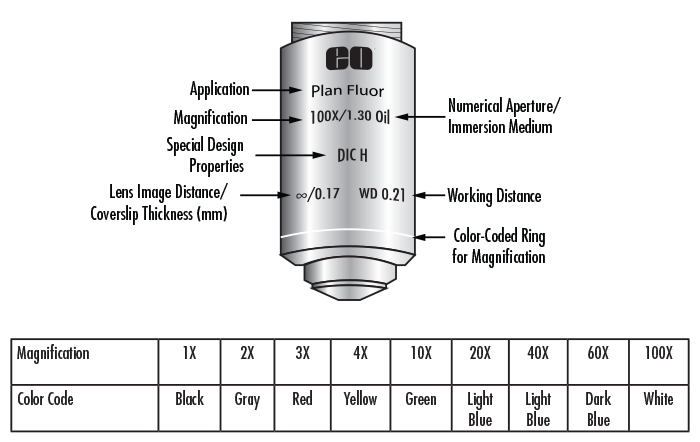 eo
Application
Plan Fluor
Magnification
100X/1.30 Oil
Numerical Aperture/
Immersion Medium
Special Design
Properties
DIC H
Lens Image Distance/
Coverslip Thickness (mm)
∞/0.17 WD 0.21
Working Distance
Color-Coded Ring
for Magnification
Magnification 1X 2X 3X 4X 10X 20X 40X 60X 100X
Color Code Black Gray Red Yellow Green Light Light Dark White
Blue Blue Blue